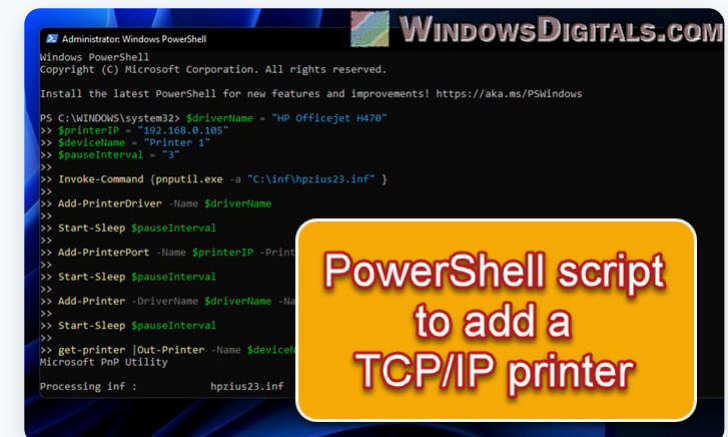 WINDOWSDIGITALS.COM
Administrator: Windows PowerShell
Windows PowerShell
Copyright (C) Microsoft Corporation. All rights reserved.
Install the latest PowerShell for new features and improvements! https://aka.ms/PSWindows
PS C:\WINDOWS\system32> $driverName = "HP Officejet H470"
>> $printerIP = "192.168.0.105"
>> $deviceName = "Printer 1"
>> $pauseInterval = "3"
>>
>> Invoke-Command {pnputil.exe -a "C:\inf\hpzius23.inf" }
>>
>> Add-PrinterDriver -Name $driverName
>>
>> Start-Sleep $pauseInterval
>>
>> Add-PrinterPort -Name $printerIP -Print
>>
>> Start-Sleep $pauseInterval
>>
>> Add-Printer -DriverName $driverName -Na
>>
>> Start-Sleep $pauseInterval
>>
>> get-printer |Out-Printer -Name $deviceN
Microsoft PnP Utility
Processing inf : hpzius23.inf
PowerShell script
to add a
TCP/IP printer